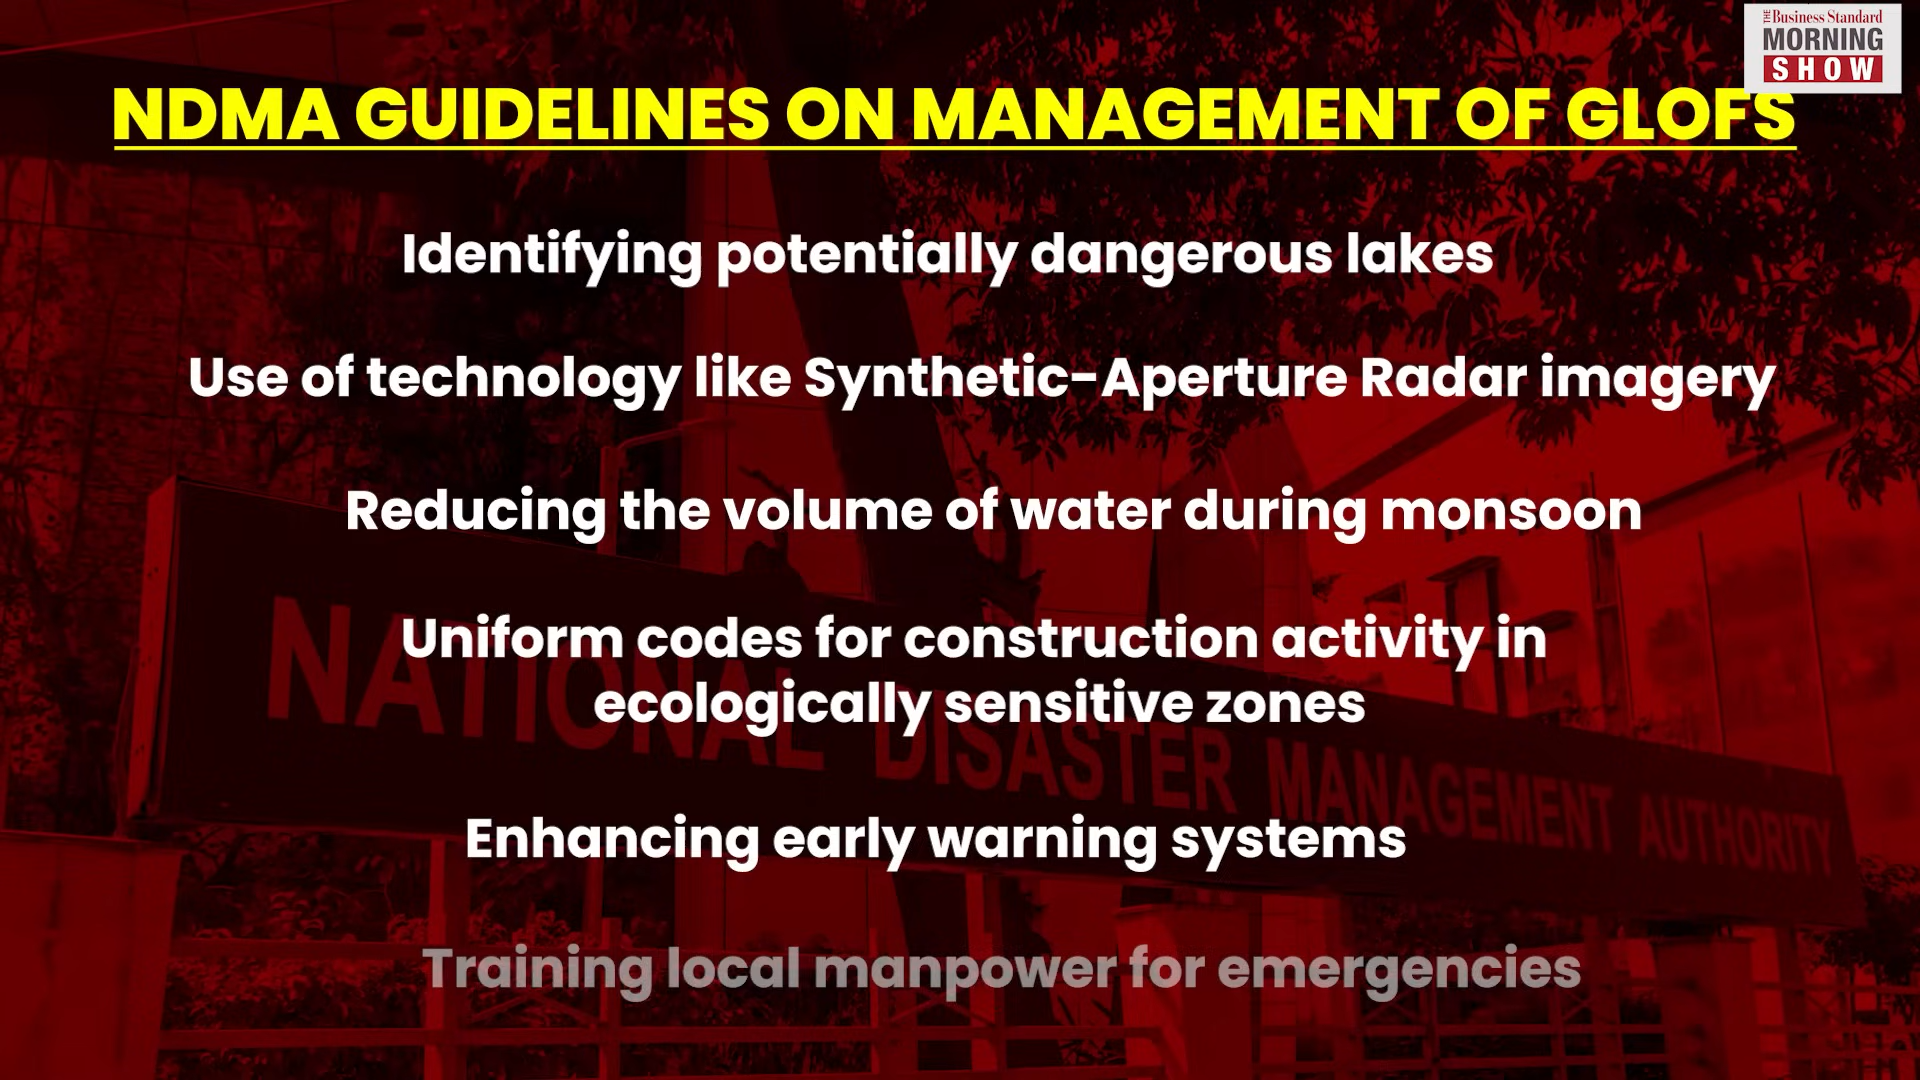 THE Business Standard
MORNING
SHOW
NDMA GUIDELINES ON MANAGEMENT OF GLOFS
Identifying potentially dangerous lakes
Use of technology like Synthetic-Aperture Radar imagery
Reducing the volume of water during monsoon
Uniform codes for construction activity in
ecologically sensitive zones
NATIONAL DISASTER MANAGEMENT AUTHORITY
Enhancing early warning systems
Training local manpower for emergencies